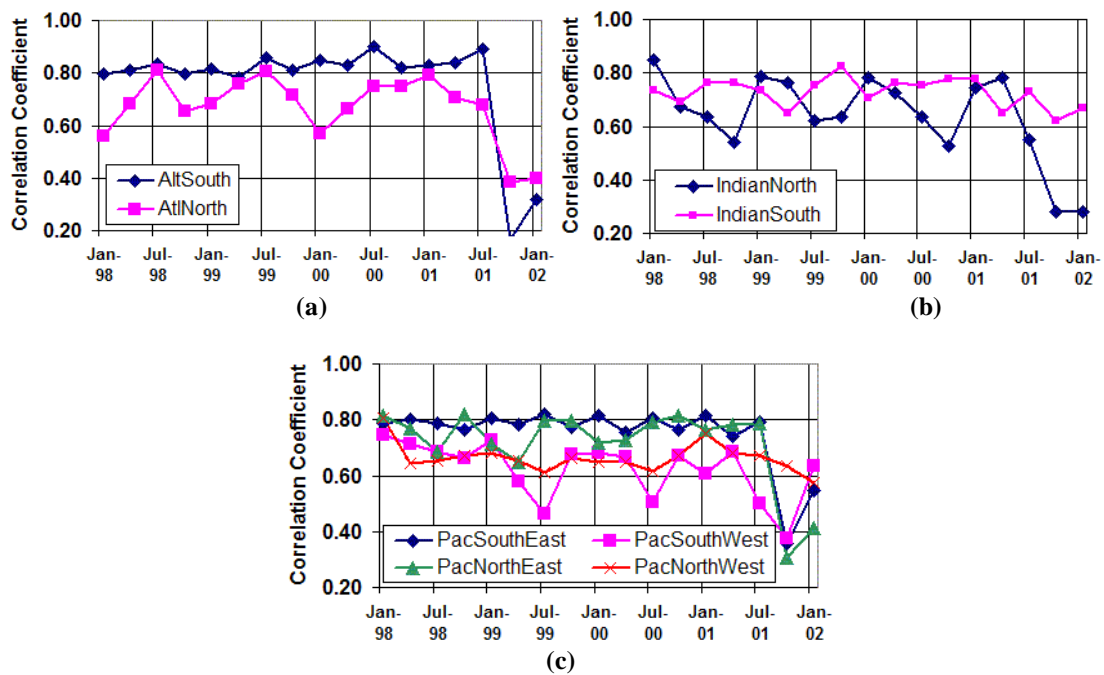 Correlation Coefficient
1.00
0.80
0.60
0.40
0.20
AltSouth
AtlNorth
Jan-98 Jul-98 Jan-99 Jul-99 Jan-00 Jul-00 Jan-01 Jul-01 Jan-02
(a)
Correlation Coefficient
1.00
0.80
0.60
0.40
0.20
IndianNorth
IndianSouth
Jan-98 Jul-98 Jan-99 Jul-99 Jan-00 Jul-00 Jan-01 Jul-01 Jan-02
(b)
Correlation Coefficient
1.00
0.80
0.60
0.40
0.20
PacSouthEast PacSouthWest
PacNorthEast PacNorthWest
Jan-98 Jul-98 Jan-99 Jul-99 Jan-00 Jul-00 Jan-01 Jul-01 Jan-02
(c)